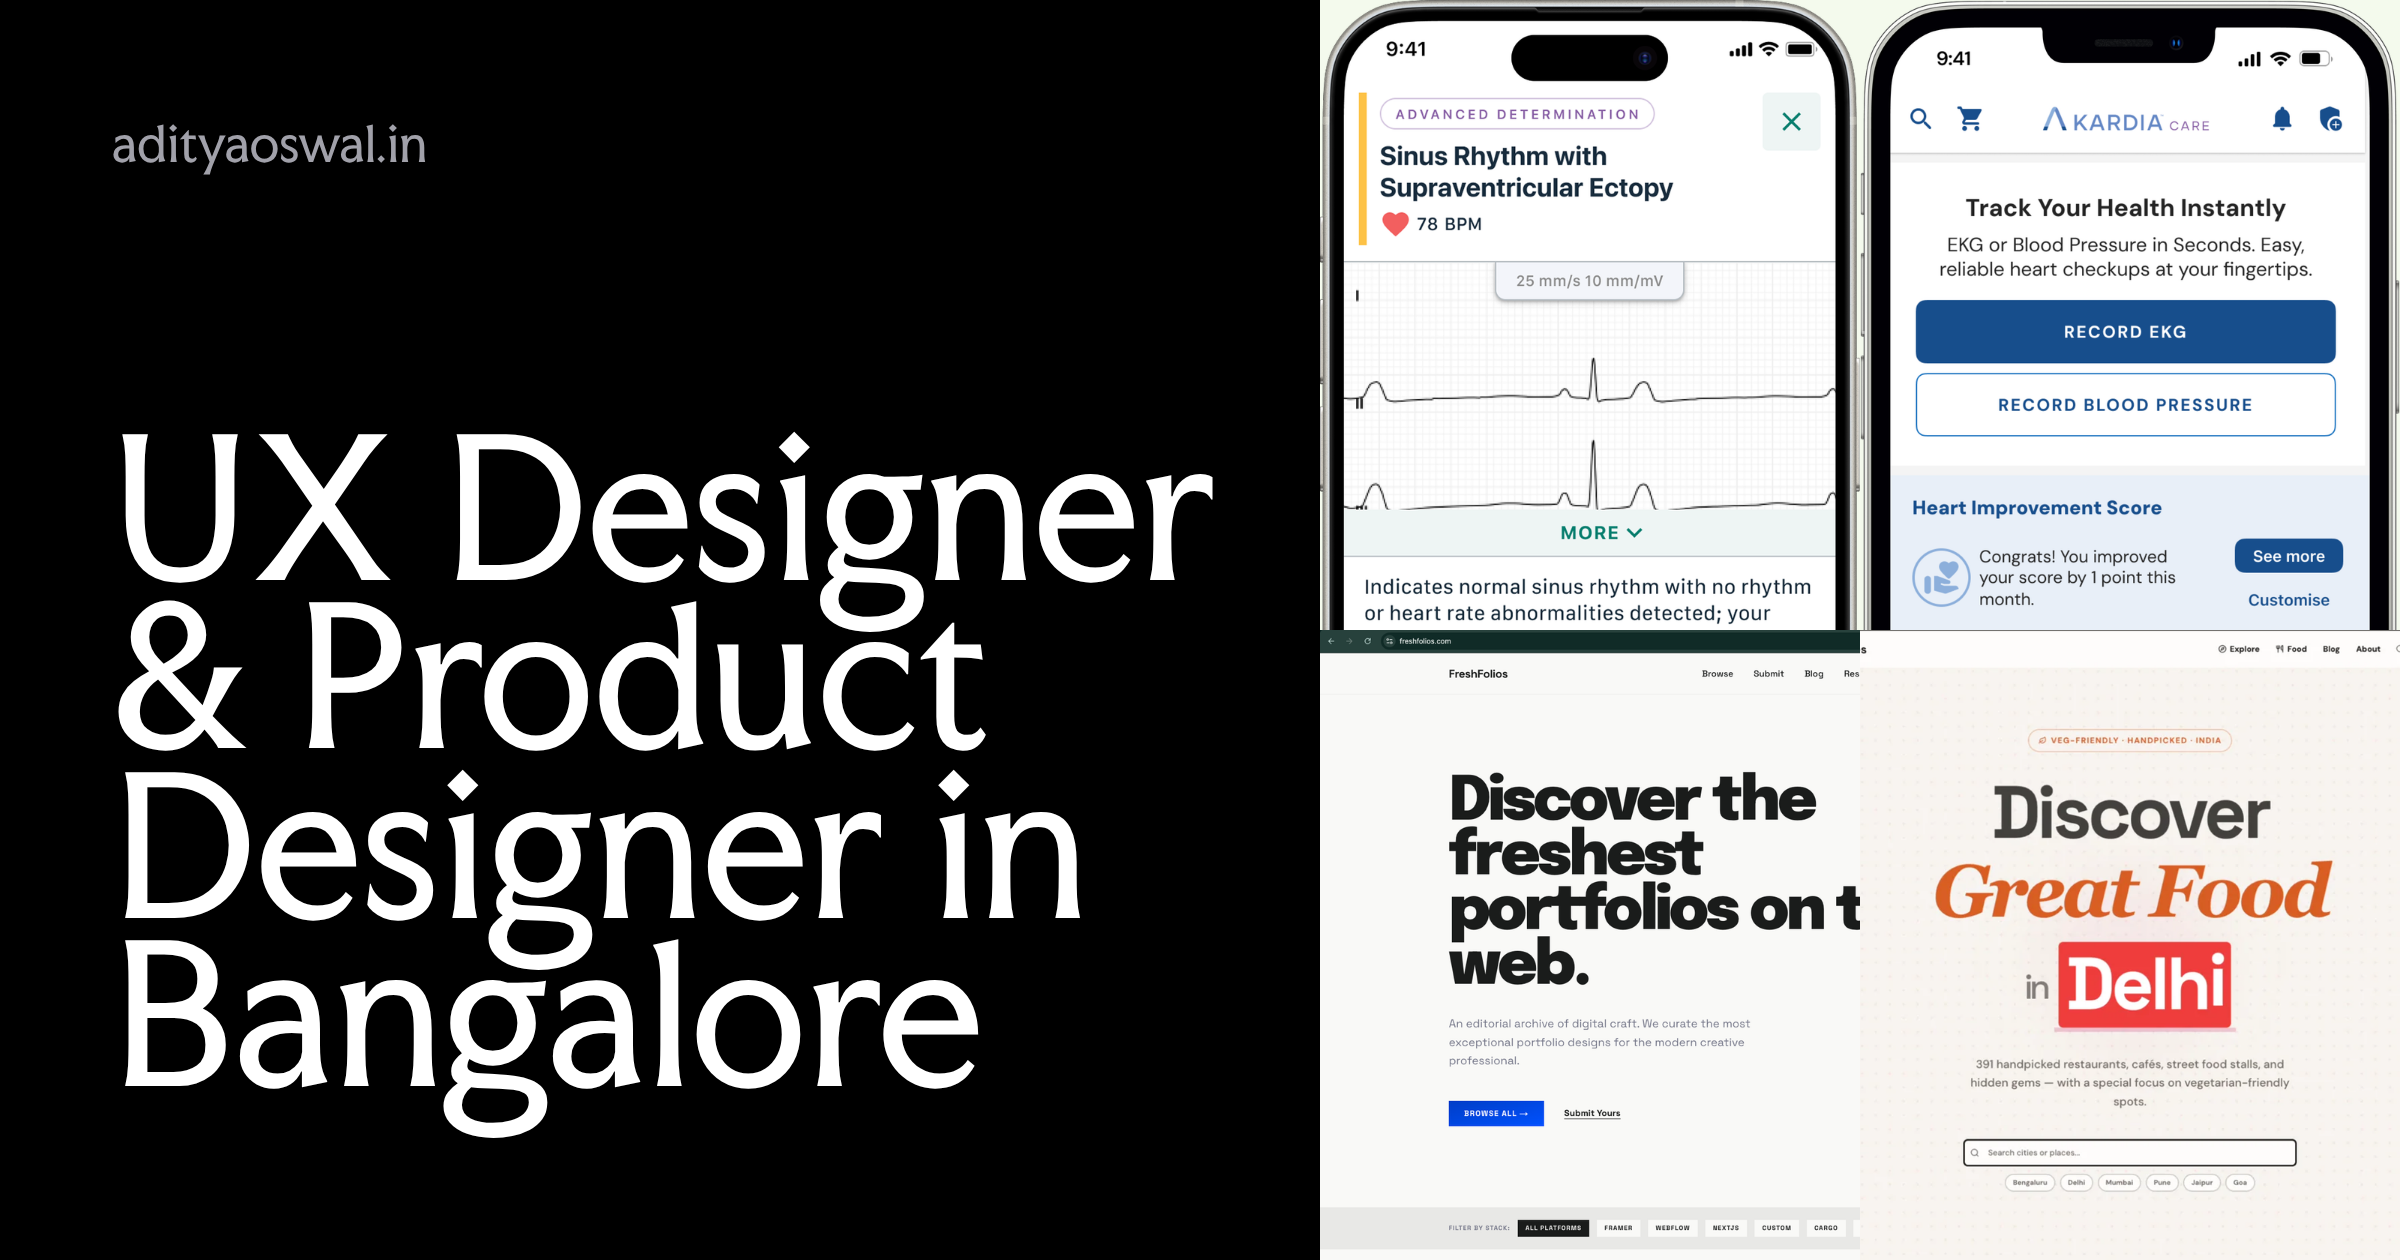 adityaoswal.in
UX Designer
& Product
Designer in
Bangalore
9:41
ADVANCED DETERMINATION
Sinus Rhythm with
Supraventricular Ectopy
78 BPM
25 mm/s 10 mm/mV
I
II
MORE
Indicates normal sinus rhythm with no rhythm
or heart rate abnormalities detected; your
9:41
KARDIA CARE
Track Your Health Instantly
EKG or Blood Pressure in Seconds. Easy,
reliable heart checkups at your fingertips.
RECORD EKG
RECORD BLOOD PRESSURE
Heart Improvement Score
Congrats! You improved
your score by 1 point this
month.
See more
Customise
freshfolios.com
FreshFolios
Browse Submit Blog Res
Discover the
freshest
portfolios on t
web.
An editorial archive of digital craft. We curate the most
exceptional portfolio designs for the modern creative
professional.
BROWSE ALL → Submit Yours
FILTER BY STACK: ALL PLATFORMS FRAMER WEBFLOW NEXTJS CUSTOM CARGO
s
Explore Food Blog About
VEG-FRIENDLY · HANDPICKED · INDIA
Discover
Great Food
in Delhi
391 handpicked restaurants, cafés, street food stalls, and
hidden gems — with a special focus on vegetarian-friendly
spots.
Search cities or places...
Bengaluru Delhi Mumbai Pune Jaipur Goa